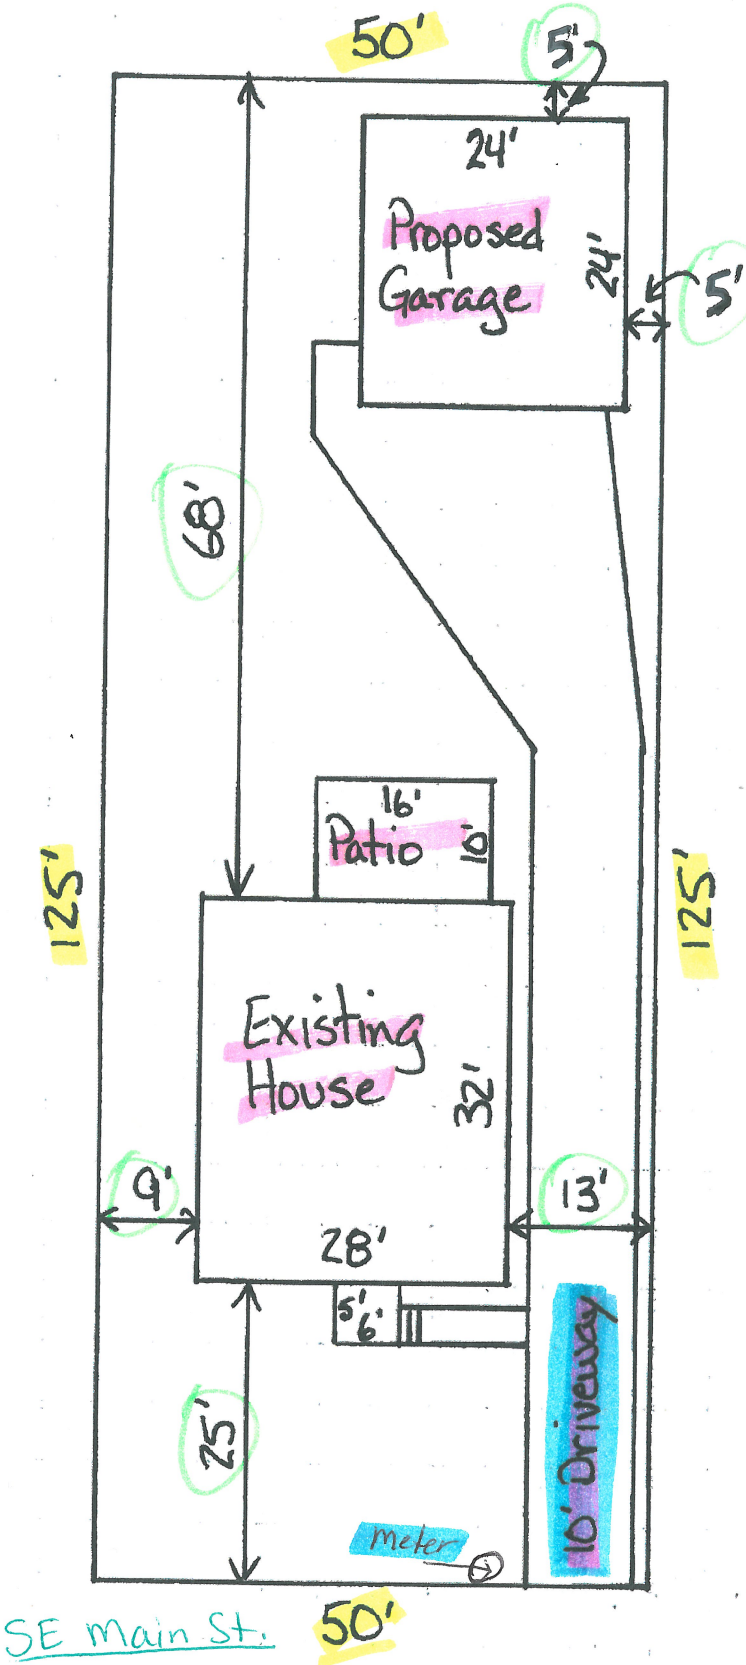 50'
5'
24'
Proposed
Garage
24'
5'
68'
16'
Patio
10'
125'
125'
Existing
House
32'
9'
13'
28'
5'
6'
10' Driveway
25'
meter
SE Main St.
50'